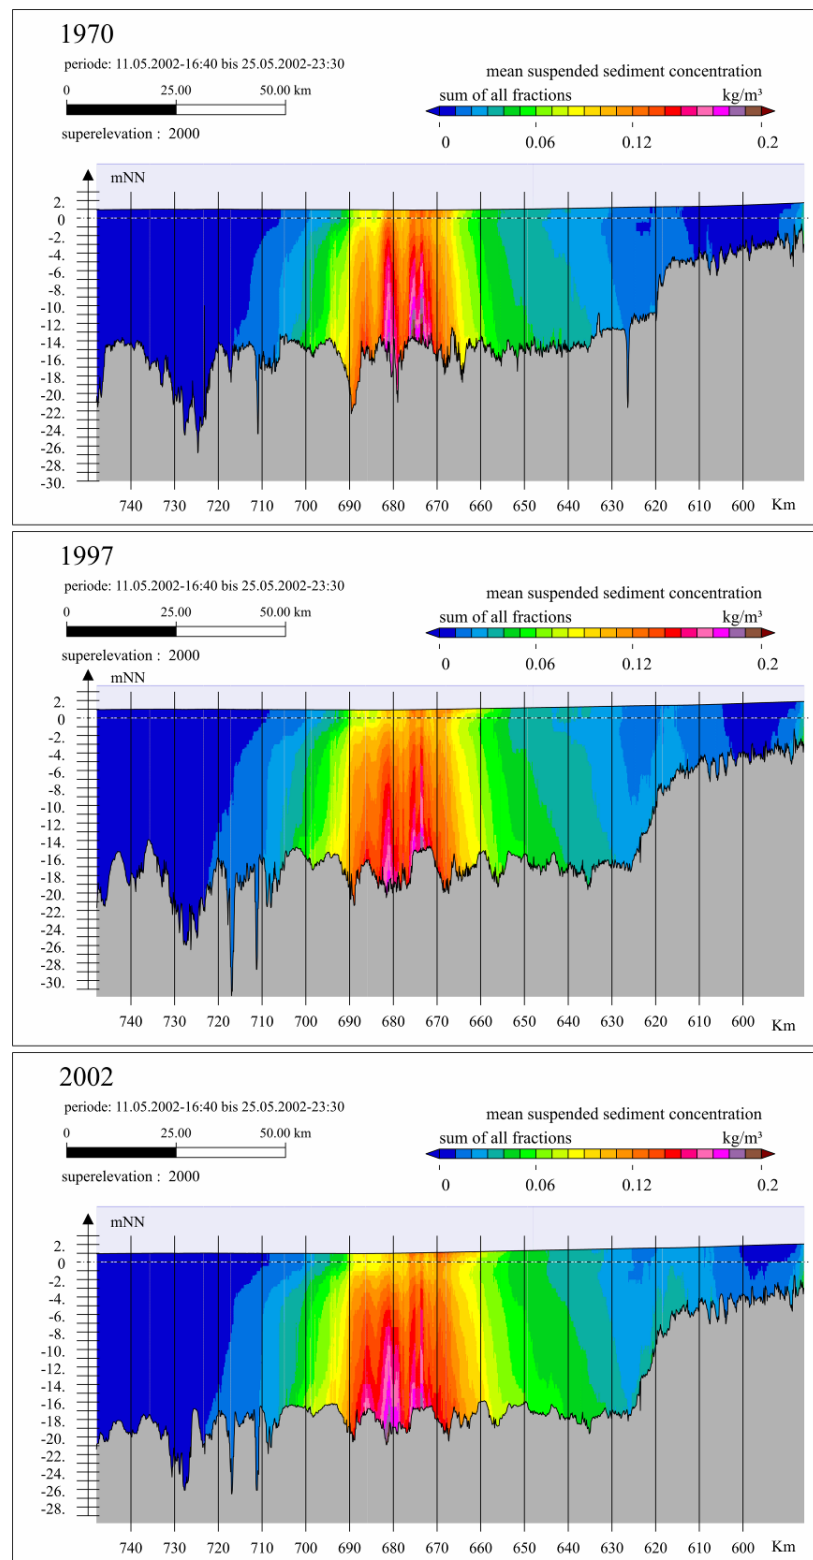 1970
periode: 11.05.2002-16:40 bis 25.05.2002-23:30
0 25.00 50.00 km
superelevation : 2000
mean suspended sediment concentration
sum of all fractions kg/m³
0 0.06 0.12 0.2
mNN
2.
0
-2.
-4.
-6.
-8.
-10.
-12.
-14.
-16.
-18.
-20.
-22.
-24.
-26.
-28.
-30.
740 730 720 710 700 690 680 670 660 650 640 630 620 610 600 Km
1997
periode: 11.05.2002-16:40 bis 25.05.2002-23:30
0 25.00 50.00 km
superelevation : 2000
mean suspended sediment concentration
sum of all fractions kg/m³
0 0.06 0.12 0.2
mNN
2.
0
-2.
-4.
-6.
-8.
-10.
-12.
-14.
-16.
-18.
-20.
-22.
-24.
-26.
-28.
-30.
740 730 720 710 700 690 680 670 660 650 640 630 620 610 600 Km
2002
periode: 11.05.2002-16:40 bis 25.05.2002-23:30
0 25.00 50.00 km
superelevation : 2000
mean suspended sediment concentration
sum of all fractions kg/m³
0 0.06 0.12 0.2
mNN
2.
0
-2.
-4.
-6.
-8.
-10.
-12.
-14.
-16.
-18.
-20.
-22.
-24.
-26.
-28.
740 730 720 710 700 690 680 670 660 650 640 630 620 610 600 Km